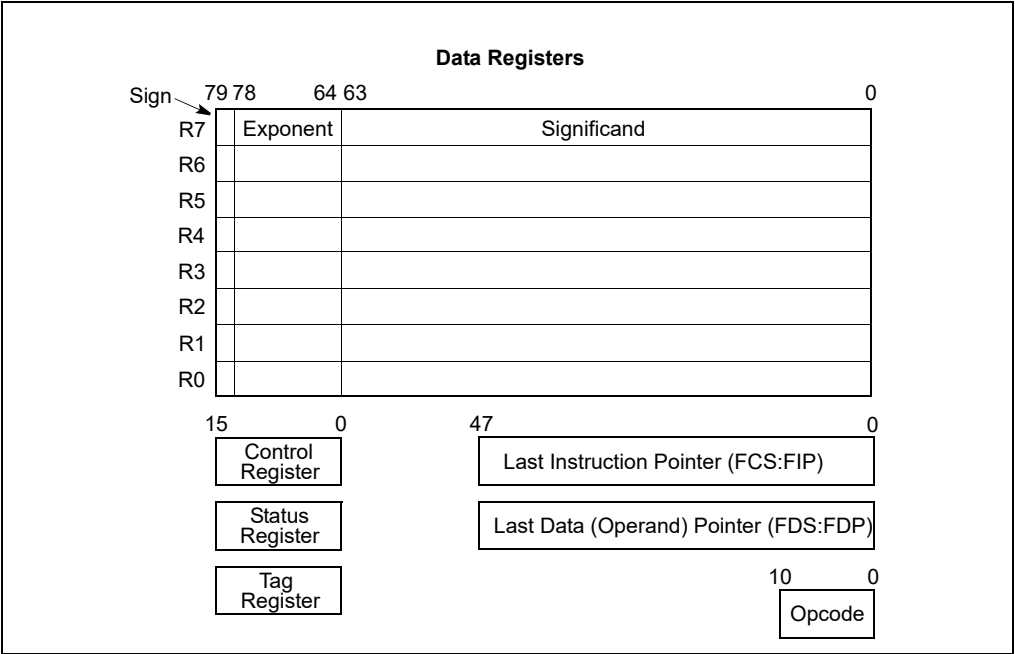 Data Registers
Sign 79 78 64 63 0
R7 Exponent Significand
R6
R5
R4
R3
R2
R1
R0
15 0 47 0
Control
Register
Last Instruction Pointer (FCS:FIP)
Status
Register
Last Data (Operand) Pointer (FDS:FDP)
10 0
Tag
Register
Opcode